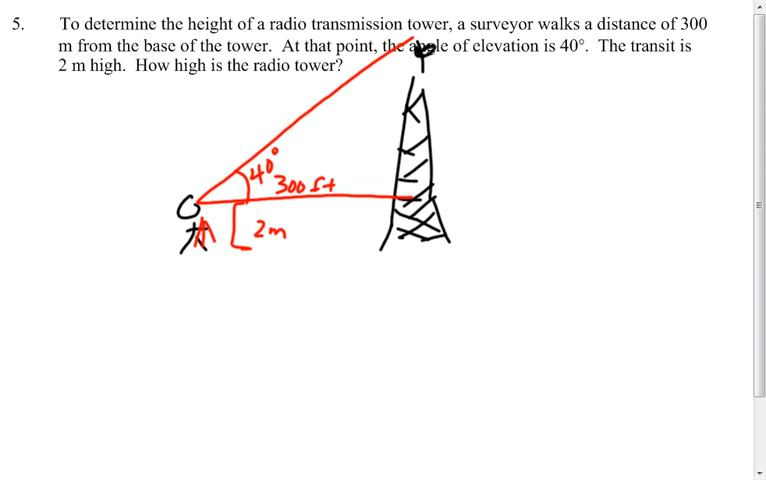 5. To determine the height of a radio transmission tower, a surveyor walks a distance of 300
m from the base of the tower. At that point, the angle of elevation is 40°. The transit is
2 m high. How high is the radio tower?
40°
300 ft
2m